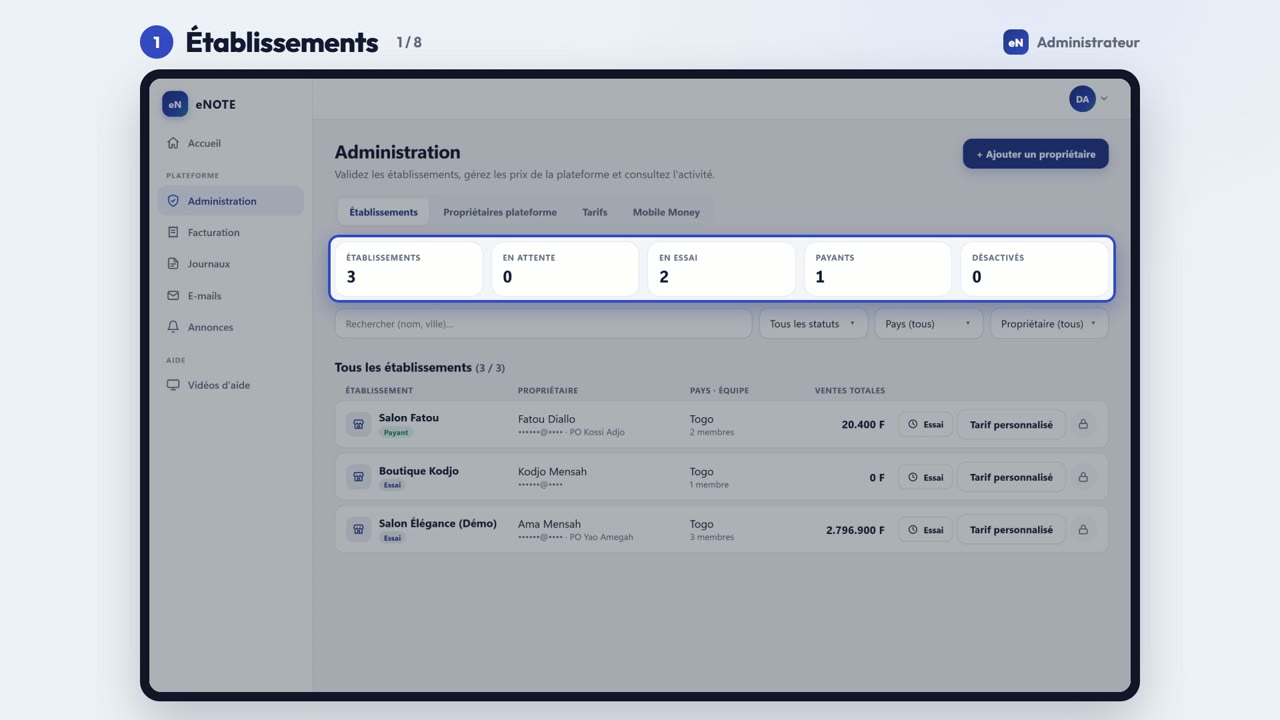 1 Établissements 1 / 8
eN Administrateur
eN eNOTE
DA
Accueil
PLATEFORME
Administration
Facturation
Journaux
E-mails
Annonces
AIDE
Vidéos d'aide
Administration
Validez les établissements, gérez les prix de la plateforme et consultez l'activité.
+ Ajouter un propriétaire
Établissements Propriétaires plateforme Tarifs Mobile Money
ÉTABLISSEMENTS EN ATTENTE EN ESSAI PAYANTS DÉSACTIVÉS
3 0 2 1 0
Rechercher (nom, ville)... Tous les statuts Pays (tous) Propriétaire (tous)
Tous les établissements (3 / 3)
ÉTABLISSEMENT PROPRIÉTAIRE PAYS · ÉQUIPE VENTES TOTALES
Salon Fatou Fatou Diallo Togo 20.400 F Essai Tarif personnalisé
Payant ••••••@•••• · PO Kossi Adjo 2 membres
Boutique Kodjo Kodjo Mensah Togo 0 F Essai Tarif personnalisé
Essai ••••••@•••• 1 membre
Salon Élégance (Démo) Ama Mensah Togo 2.796.900 F Essai Tarif personnalisé
Essai ••••••@•••• · PO Yao Amegah 3 membres